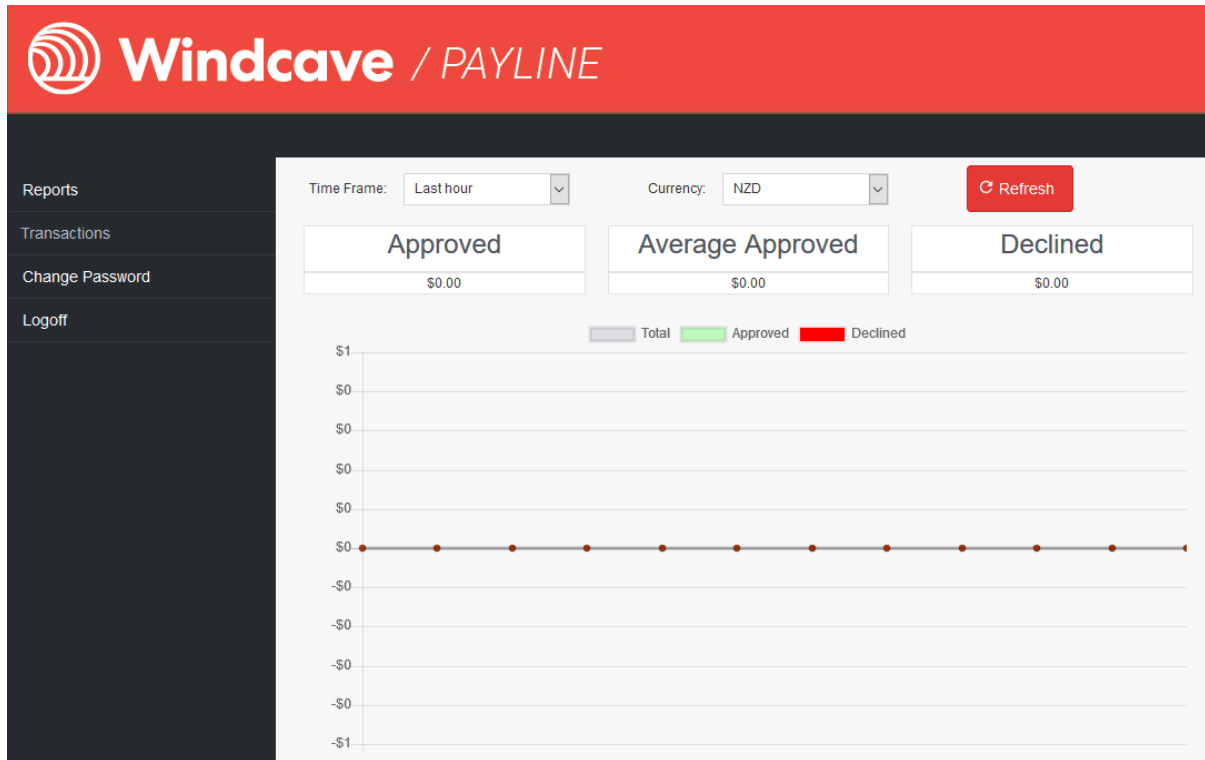 Windcave / PAYLINE
Reports
Transactions
Change Password
Logoff
Time Frame: Last hour Currency: NZD Refresh
Approved Average Approved Declined
$0.00 $0.00 $0.00
Total Approved Declined
$1
$0
$0
$0
$0
$0
-$0
-$0
-$0
-$0
-$1